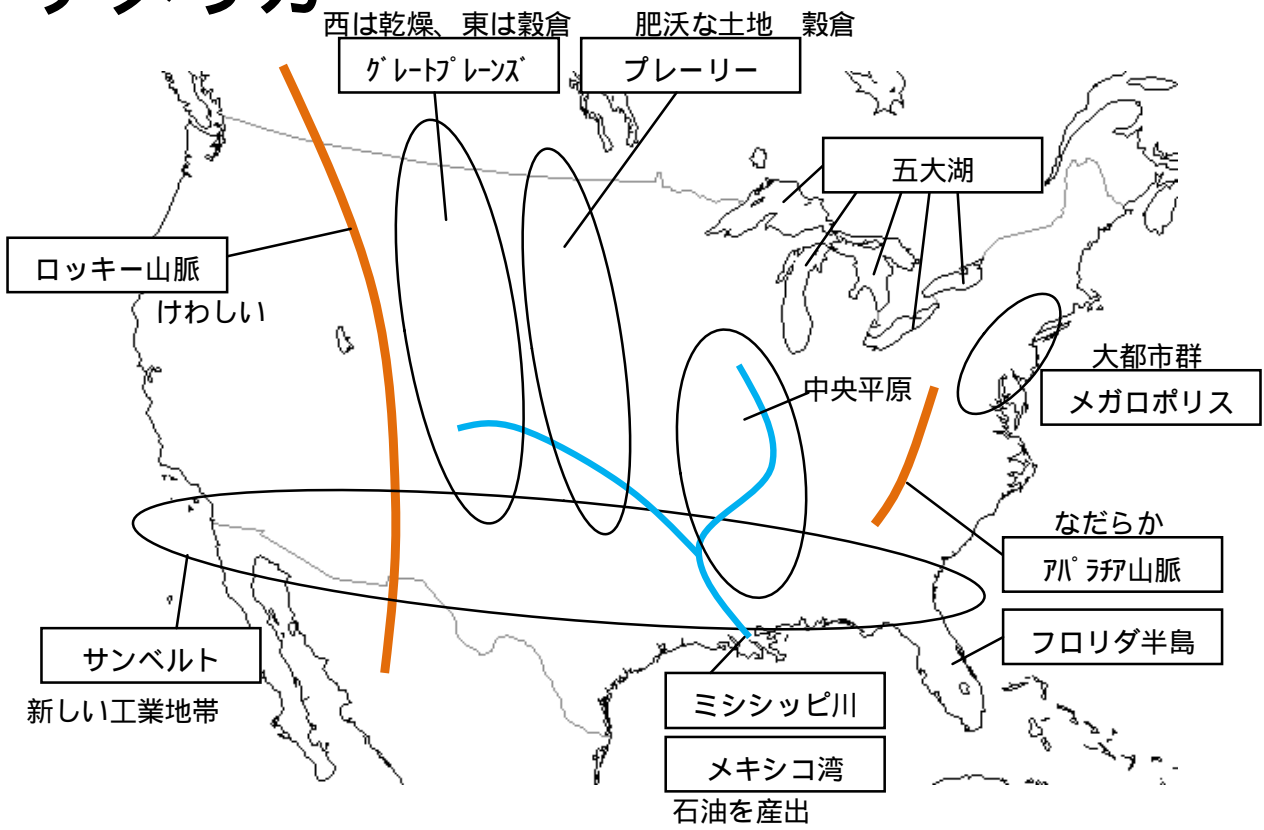 アメリカ
西は乾燥、東は穀倉
肥沃な土地　穀倉
ｸﾞﾚｰﾄﾌﾟﾚｰﾝｽﾞ
プレーリー
五大湖
ロッキー山脈
けわしい
大都市群
メガロポリス
中央平原
なだらか
ｱﾊﾟﾗﾁｱ山脈
フロリダ半島
サンベルト
新しい工業地帯
ミシシッピ川
メキシコ湾
石油を産出